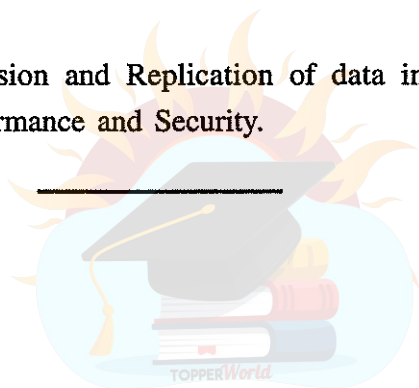 sion and Replication of data in
rmance and Security.
TOPPERWorld